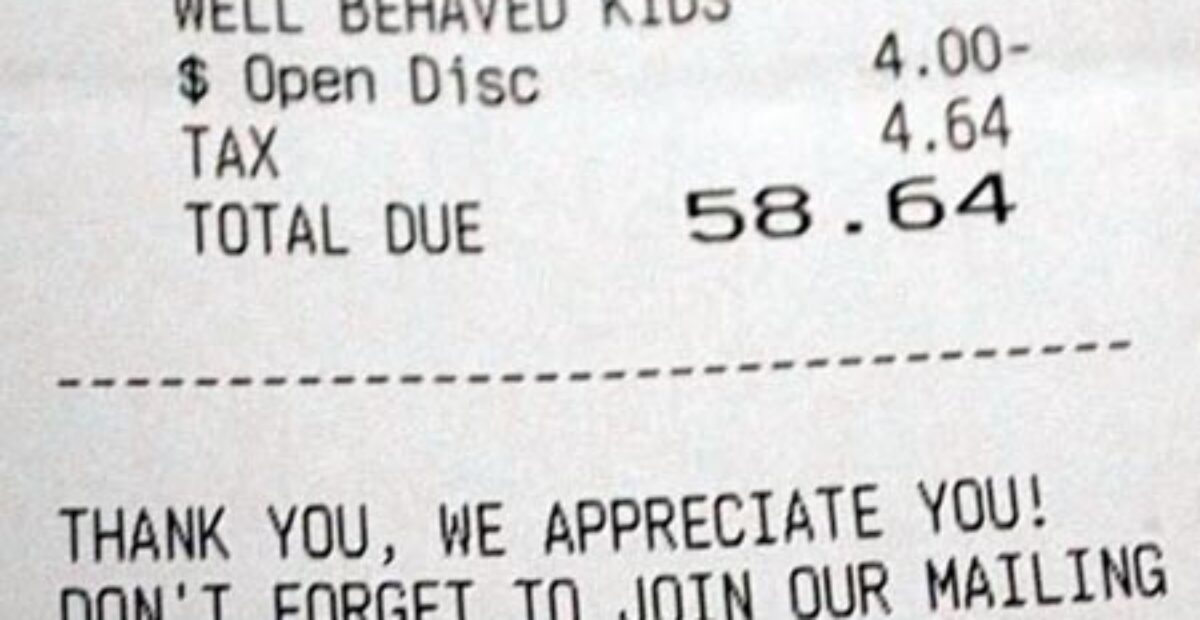 WELL BEHAVED KIDS
$ Open Disc 4.00-
TAX 4.64
TOTAL DUE 58.64
--------------------------------
THANK YOU, WE APPRECIATE YOU!
DON'T FORGET TO JOIN OUR MAILING